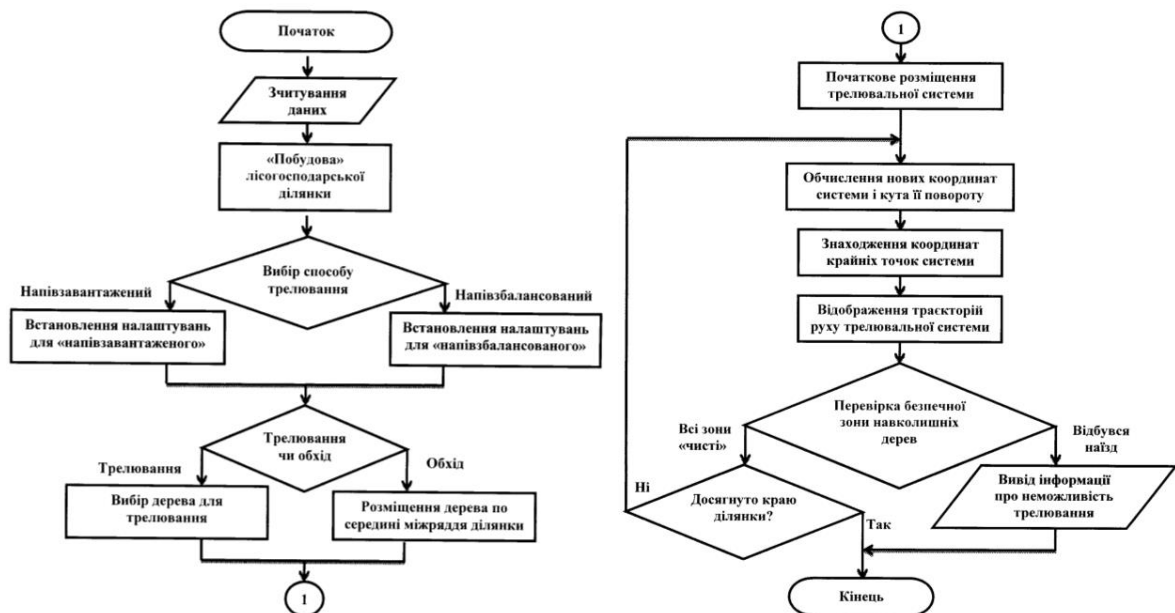 Початок
Зчитування
даних
«Побудова»
лісогосподарської
ділянки
Вибір способу
трелювання
Напівзавантажений
Напівзбалансований
Встановлення налаштувань
для «напівзавантаженого»
Встановлення налаштувань
для «напівзбалансованого»
Трелювання
чи обхід
Трелювання
Обхід
Вибір дерева для
трелювання
Розміщення дерева по
середині міжряддя ділянки
1
1
Початкове розміщення
трелювальної системи
Обчислення нових координат
системи і кута її повороту
Знаходження координат
крайніх точок системи
Відображення траєкторій
руху трелювальної системи
Перевірка безпечної
зони навколишніх
дерев
Всі зони
«чисті»
Відбувся
наїзд
Ні
Досягнуто краю
ділянки?
Вивід інформації
про неможливість
трелювання
Так
Кінець